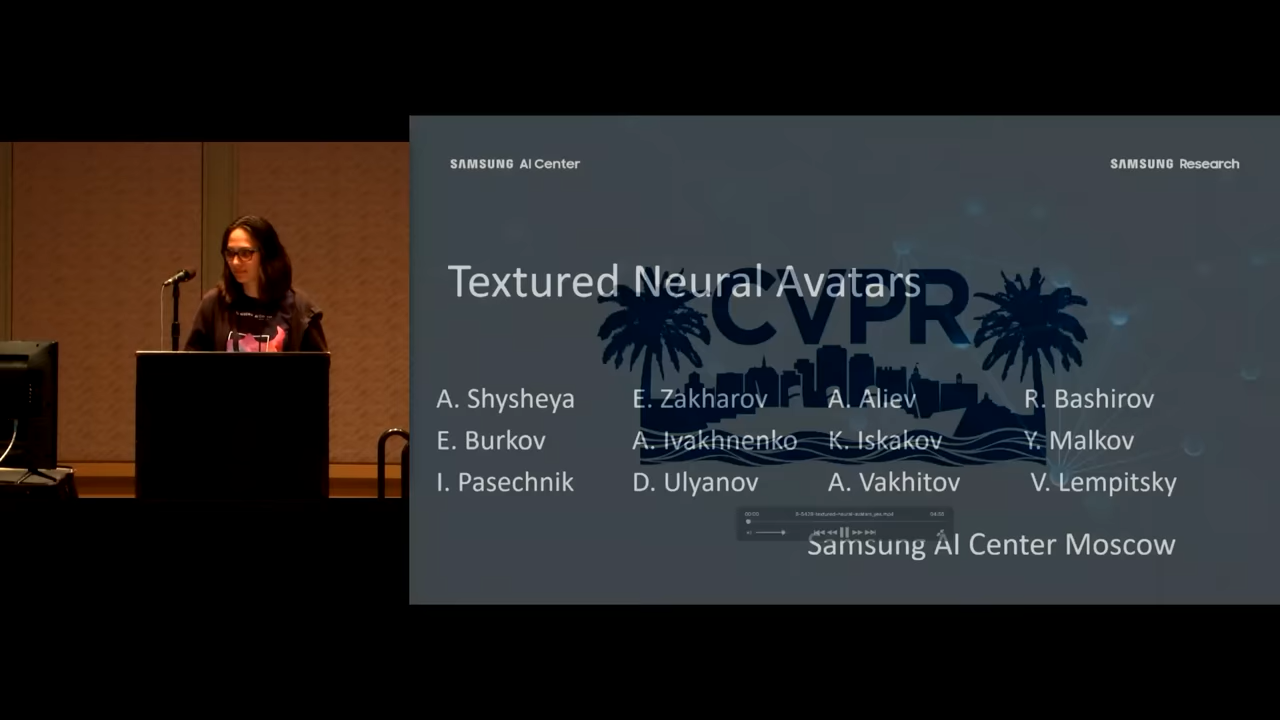 SAMSUNG AI Center
SAMSUNG Research
Textured Neural Avatars
CVPR
A. Shysheya E. Zakharov A. Aliev R. Bashirov
E. Burkov A. Ivakhnenko K. Iskakov Y. Malkov
I. Pasechnik D. Ulyanov A. Vakhitov V. Lempitsky
Samsung AI Center Moscow